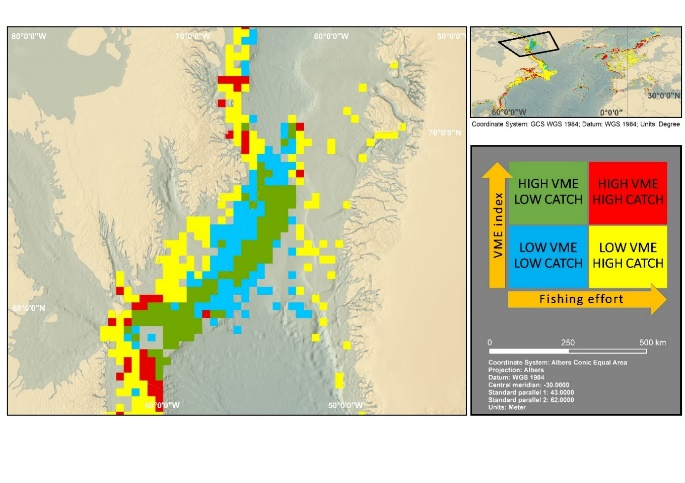 80°0'0"W
70°0'0"W
60°0'0"W
70°0'0"N
60°0'0"N
60°0'0"W
50°0'0"W
60°0'0"W
0°0'0"
30°0'0"N
Coordinate System: GCS WGS 1984; Datum: WGS 1984; Units: Degree
HIGH VME
LOW CATCH
HIGH VME
HIGH CATCH
LOW VME
LOW CATCH
LOW VME
HIGH CATCH
VME index
Fishing effort
0 250 500 km
Coordinate System: Albers Conic Equal Area
Projection: Albers
Datum: WGS 1984
Central meridian: -30.0000
Standard parallel 1: 43.0000
Standard parallel 2: 62.0000
Units: Meter